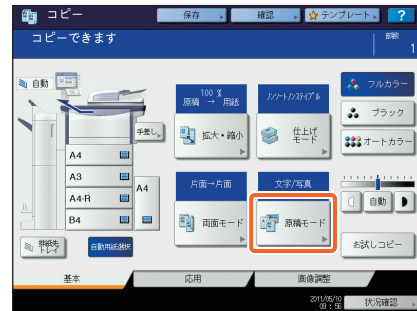 コピー
保存
確認
テンプレート
?
コピーできます
部数
1
自動
手差し
A4
A3
A4-R
B4
A4
排紙先
トレイ
自動用紙選択
100 %
原稿 → 用紙
拡大・縮小
ノンソート/ノンステイプル
仕上げ
モード
片面→片面
両面モード
文字/写真
原稿モード
フルカラー
ブラック
オートカラー
自動
お試しコピー
基本
応用
画像調整
2011/05/10
09 : 56
状況確認